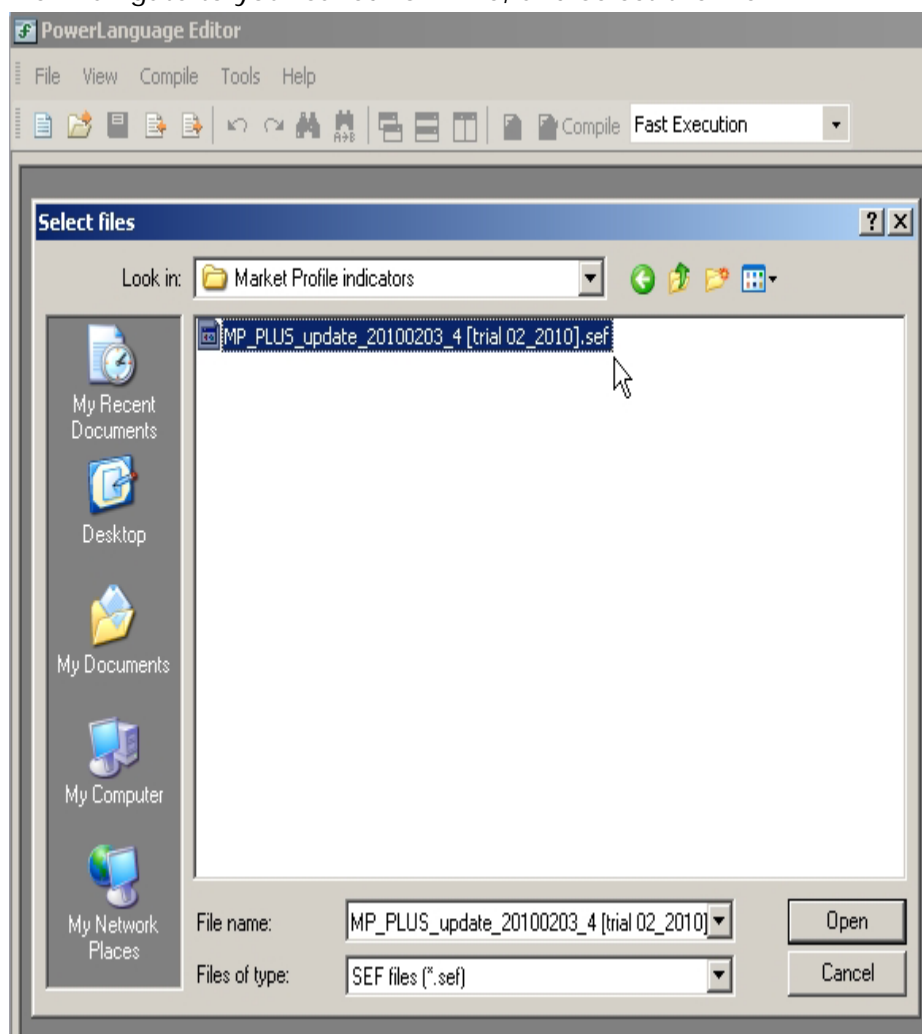 PowerLanguage Editor
File View Compile Tools Help
A→B Compile Fast Execution
Select files
Look in: Market Profile indicators
MP_PLUS_update_20100203_4 [trial 02_2010].sef
My Recent
Documents
Desktop
My Documents
My Computer
My Network
Places
File name: MP_PLUS_update_20100203_4 [trial 02_2010] Open
Files of type: SEF files (*.sef) Cancel